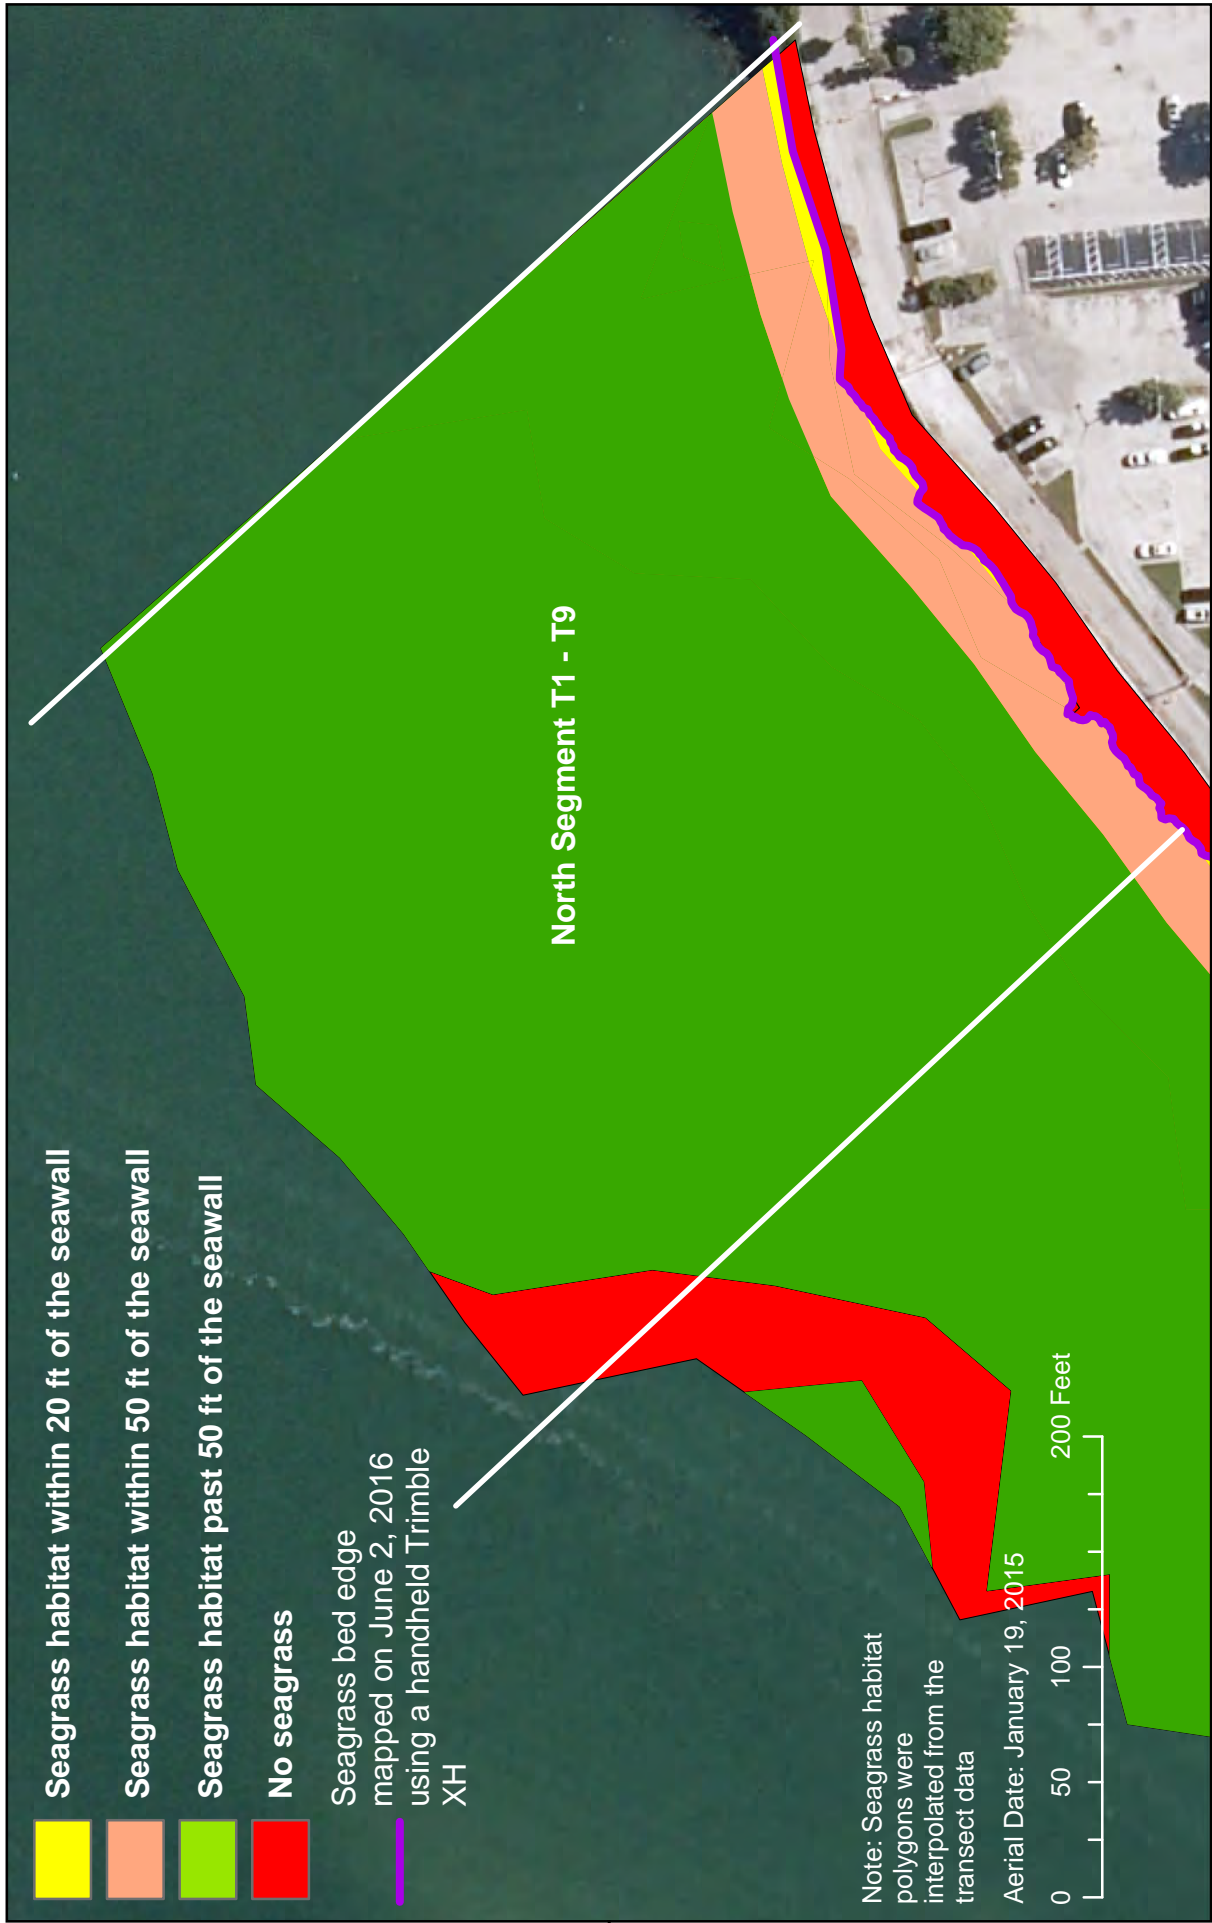 Seagrass habitat within 20 ft of the seawall
Seagrass habitat within 50 ft of the seawall
Seagrass habitat past 50 ft of the seawall
No seagrass
Seagrass bed edge
mapped on June 2, 2016
using a handheld Trimble
XH
North Segment T1 - T9
Note: Seagrass habitat
polygons were
interpolated from the
transect data
Aerial Date: January 19, 2015
0 50 100 200 Feet